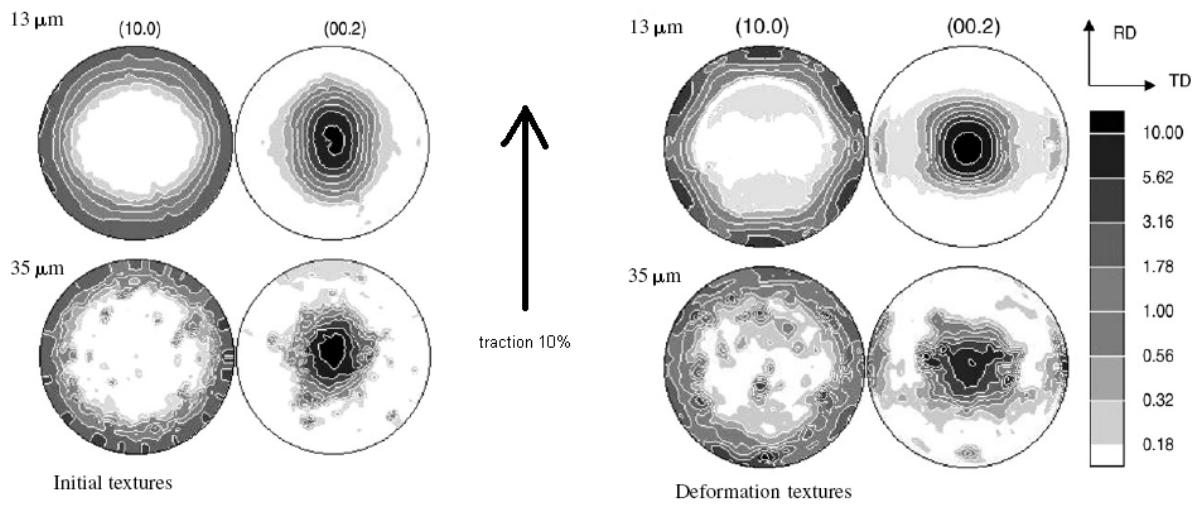 13 μm
(10.0)
(00.2)
35 μm
Initial textures
traction 10%
13 μm
(10.0)
(00.2)
35 μm
Deformation textures
RD
TD
10.00
5.62
3.16
1.78
1.00
0.56
0.32
0.18